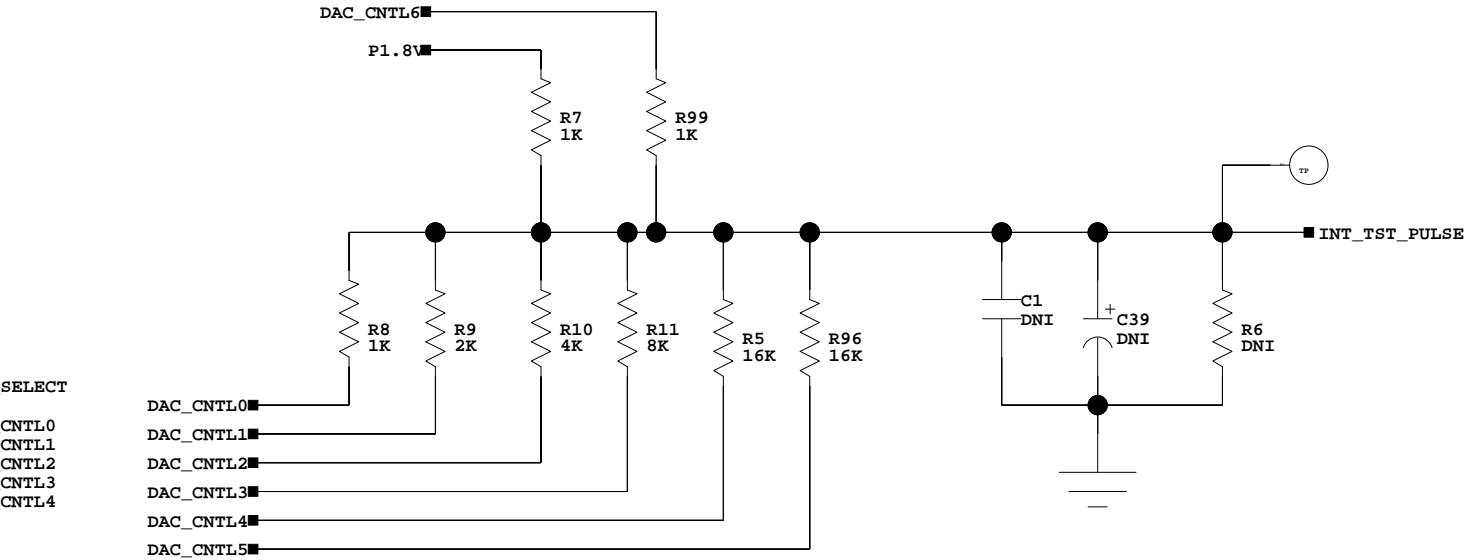 DAC_CNTL6
P1.8V
R7
1K
R99
1K
TP
INT_TST_PULSE
R8
1K
R9
2K
R10
4K
R11
8K
R5
16K
R96
16K
C1
DNI
+
C39
DNI
R6
DNI
SELECT
CNTL0
CNTL1
CNTL2
CNTL3
CNTL4
DAC_CNTL0
DAC_CNTL1
DAC_CNTL2
DAC_CNTL3
DAC_CNTL4
DAC_CNTL5